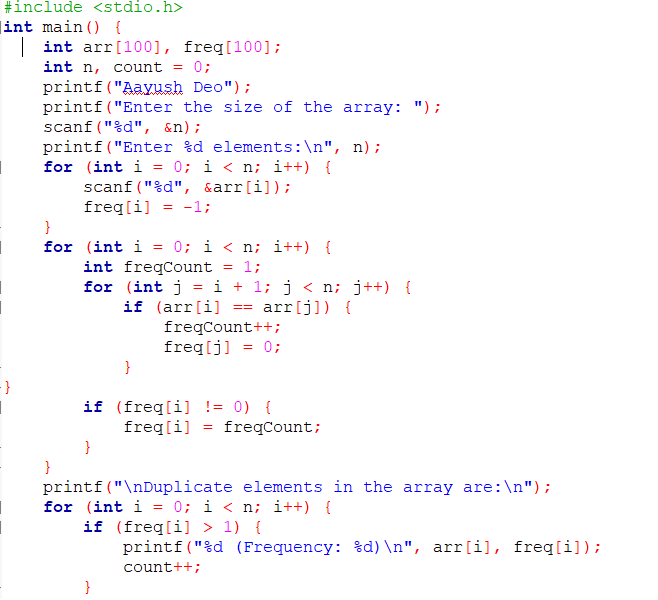 #include <stdio.h>
int main() {
    int arr[100], freq[100];
    int n, count = 0;
    printf("Aayush Deo");
    printf("Enter the size of the array: ");
    scanf("%d", &n);
    printf("Enter %d elements:\n", n);
    for (int i = 0; i < n; i++) {
        scanf("%d", &arr[i]);
        freq[i] = -1;
    }
    for (int i = 0; i < n; i++) {
        int freqCount = 1;
        for (int j = i + 1; j < n; j++) {
            if (arr[i] == arr[j]) {
                freqCount++;
                freq[j] = 0;
            }
}
        if (freq[i] != 0) {
            freq[i] = freqCount;
        }
    }
    printf("\nDuplicate elements in the array are:\n");
    for (int i = 0; i < n; i++) {
        if (freq[i] > 1) {
            printf("%d (Frequency: %d)\n", arr[i], freq[i]);
            count++;
        }